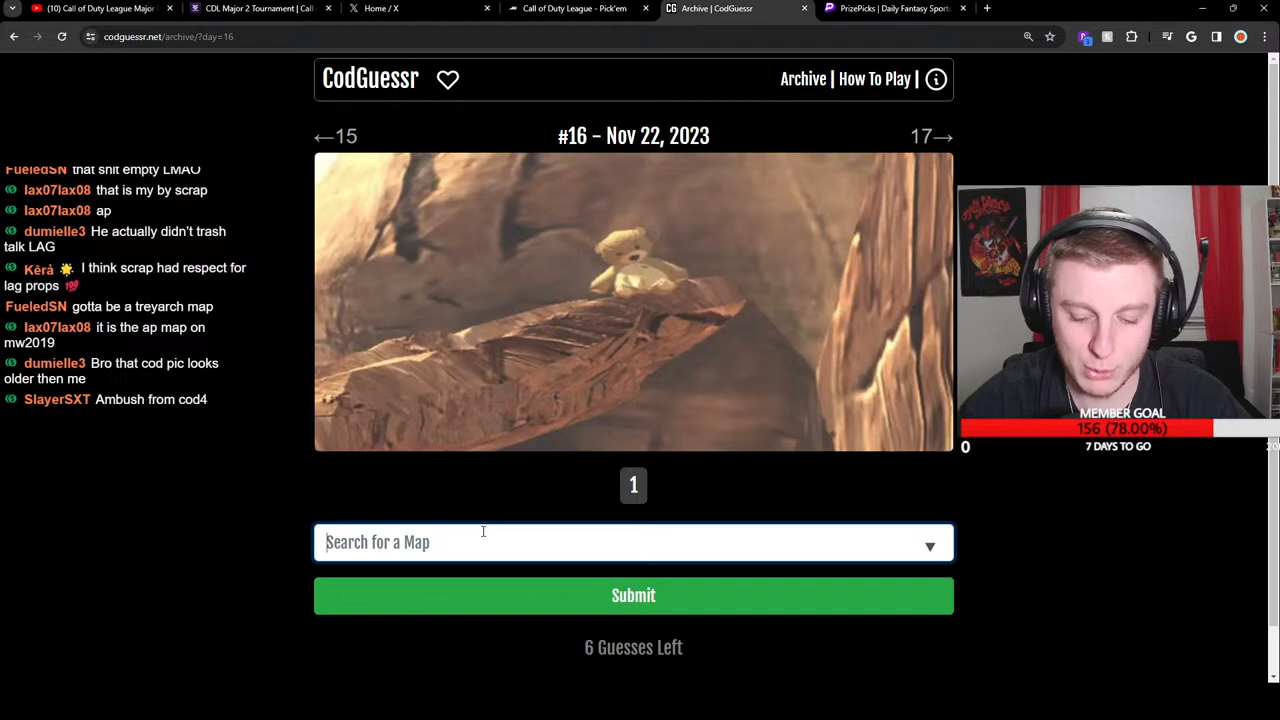 (10) Call of Duty League Major
CDL Major 2 Tournament | Call
Home / X
Call of Duty League - Pick'em
CG Archive | CodGuessr
PrizePicks | Daily Fantasy Sport
codguessr.net/archive/?day=16
CodGuessr
Archive | How To Play |
←15
#16 - Nov 22, 2023
17→
FueledSN that shit empty LMAO
lax07lax08 that is my by scrap
lax07lax08 ap
dumielle3 He actually didn't trash
talk LAG
Kêrå I think scrap had respect for
lag props 💯
FueledSN gotta be a treyarch map
lax07lax08 it is the ap map on
mw2019
dumielle3 Bro that cod pic looks
older then me
SlayerSXT Ambush from cod4
MEMBER GOAL
156 (78.00%)
0
7 DAYS TO GO
1
Search for a Map
Submit
6 Guesses Left